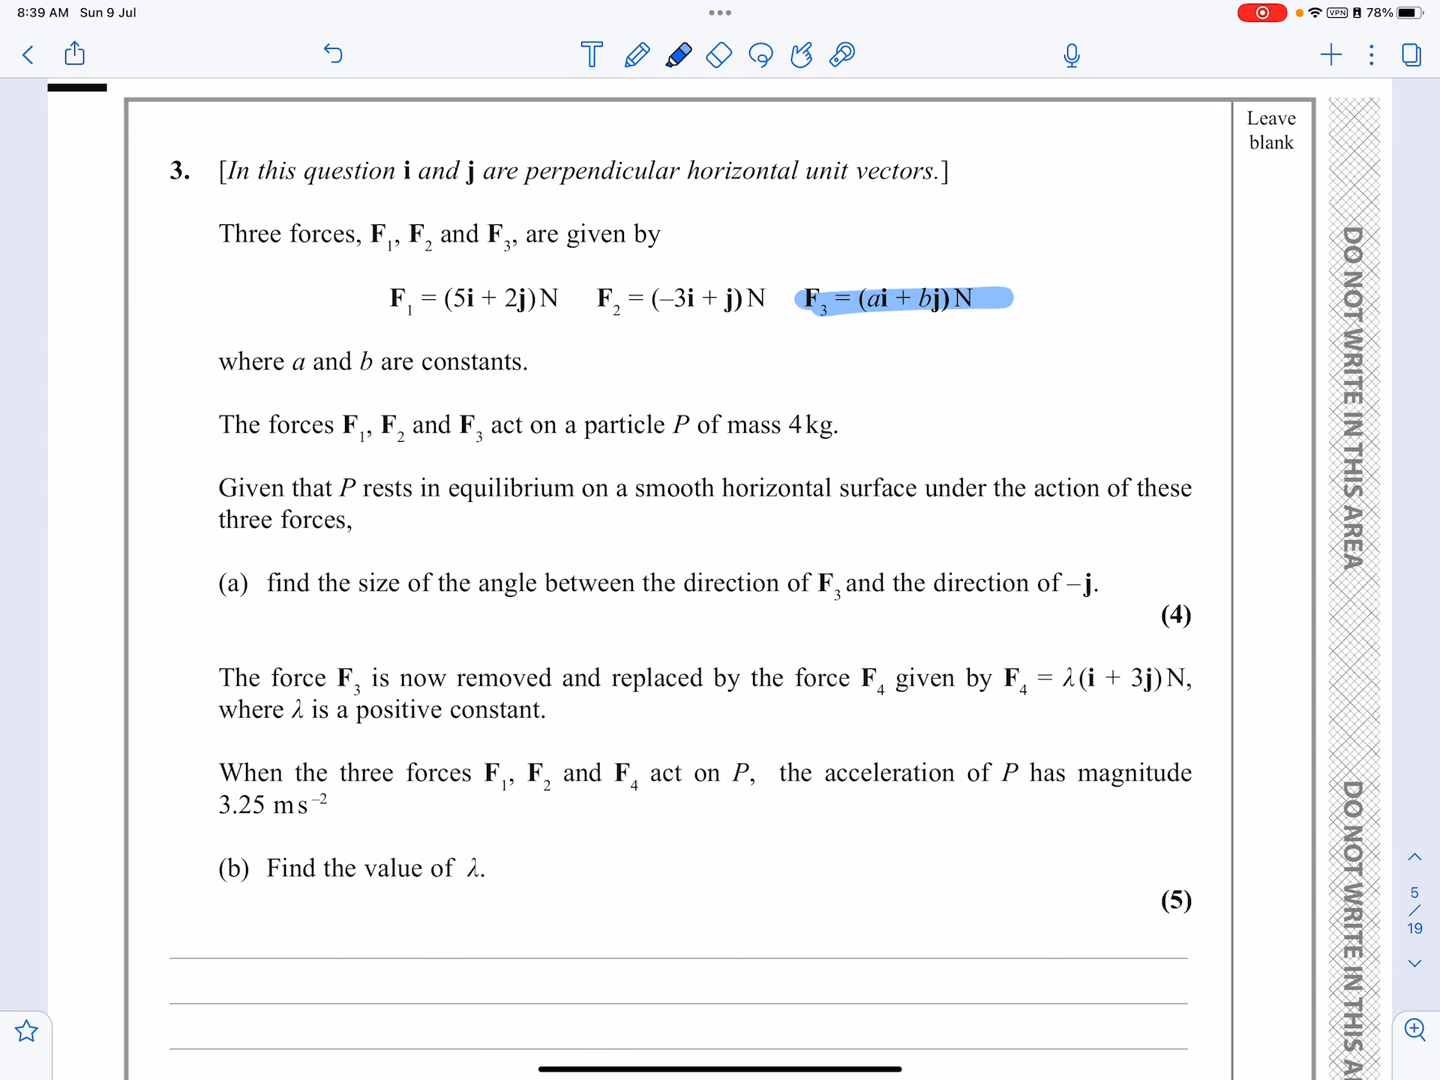 8:39 AM Sun 9 Jul
VPN 78%
Leave
blank
3. [In this question i and j are perpendicular horizontal unit vectors.]
Three forces, F₁, F₂ and F₃, are given by
F₁ = (5i + 2j) N F₂ = (–3i + j) N F₃ = (ai + bj) N
where a and b are constants.
The forces F₁, F₂ and F₃ act on a particle P of mass 4 kg.
Given that P rests in equilibrium on a smooth horizontal surface under the action of these
three forces,
(a) find the size of the angle between the direction of F₃ and the direction of –j.
(4)
The force F₃ is now removed and replaced by the force F₄ given by F₄ = λ(i + 3j) N,
where λ is a positive constant.
When the three forces F₁, F₂ and F₄ act on P, the acceleration of P has magnitude
3.25 m s⁻²
(b) Find the value of λ.
(5)
DO NOT WRITE IN THIS AREA
DO NOT WRITE IN THIS A
5
/
19